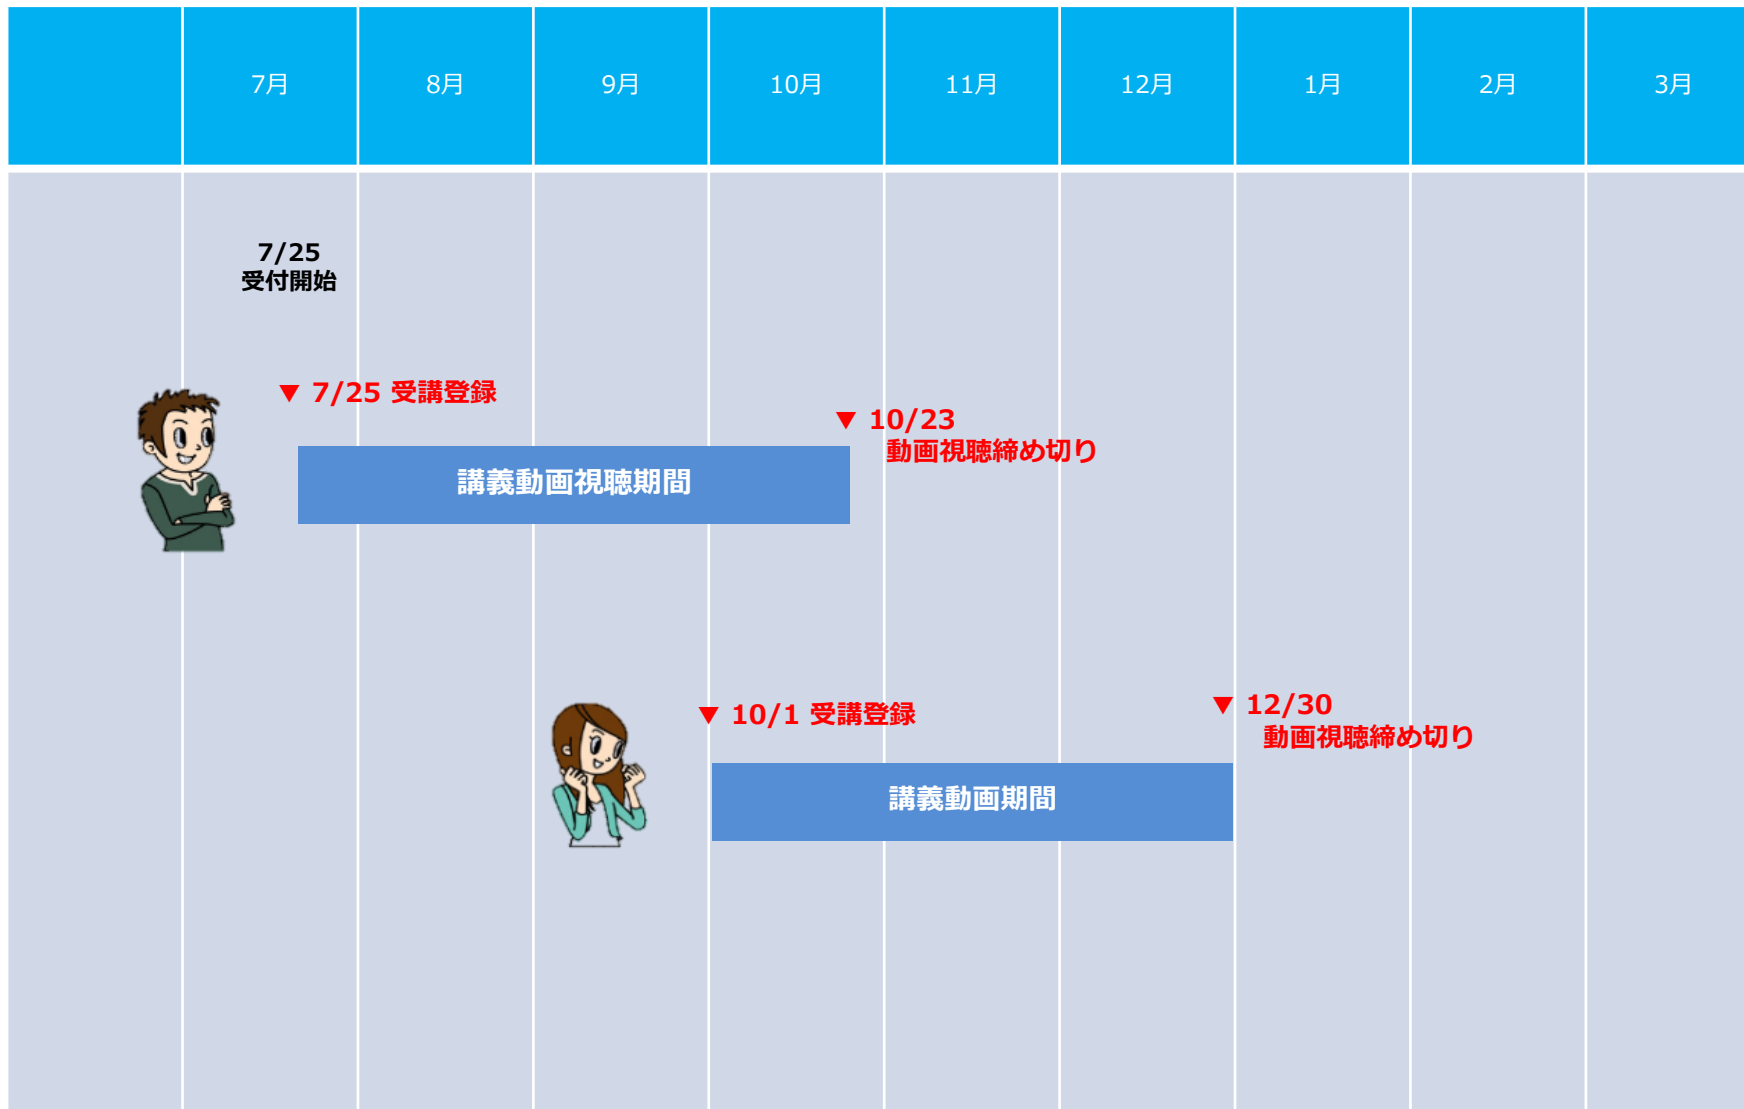 7月
8月
9月
10月
11月
12月
1月
2月
3月
7/25
受付開始
▼ 7/25 受講登録
▼ 10/23
動画視聴締め切り
講義動画視聴期間
▼ 10/1 受講登録
▼ 12/30
動画視聴締め切り
講義動画期間